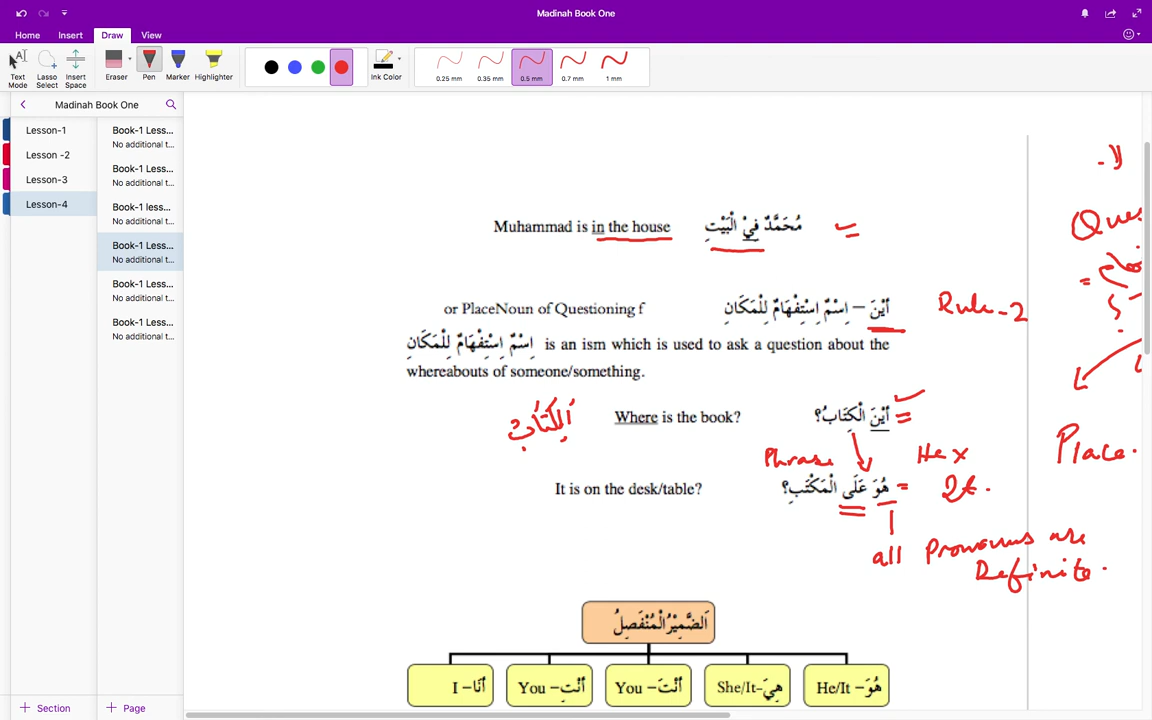 Madinah Book One
Home Insert Draw View
Text Mode
Lasso Select
Insert Space
Eraser
Pen
Marker
Highlighter
Ink Color
0.25 mm
0.35 mm
0.5 mm
0.7 mm
1 mm
Madinah Book One
Lesson-1
Lesson -2
Lesson-3
Lesson-4
Book-1 Less...
No additional t...
Book-1 Less...
No additional t...
Book-1 less...
No additional t...
Book-1 Less...
No additional t...
Book-1 Less...
No additional t...
Book-1 Less...
No additional t...
Section
Page
Muhammad is in the house مُحَمَّدٌ فِيْ الْبَيْتِ
or PlaceNoun of Questioning f أَيْنَ – اِسْمُ اِسْتِفْهَامٌ لِلْمَكَانِ Rule-2
اِسْمُ اِسْتِفْهَامٌ لِلْمَكَانِ is an ism which is used to ask a question about the
whereabouts of someone/something.
اَلْكِتَابُ Where is the book? أَيْنَ الْكِتَابُ؟
Phrase He x
Place.
It is on the desk/table? هُوَ عَلَى الْمَكْتَبِ؟ = It.
all Pronouns are
Definite.
اَلضَّمِيْرُ الْمُنْفَصِلُ
I –أَنَا
You –أَنْتِ
You –أَنْتَ
She/It-هِيَ
He/It –هُوَ